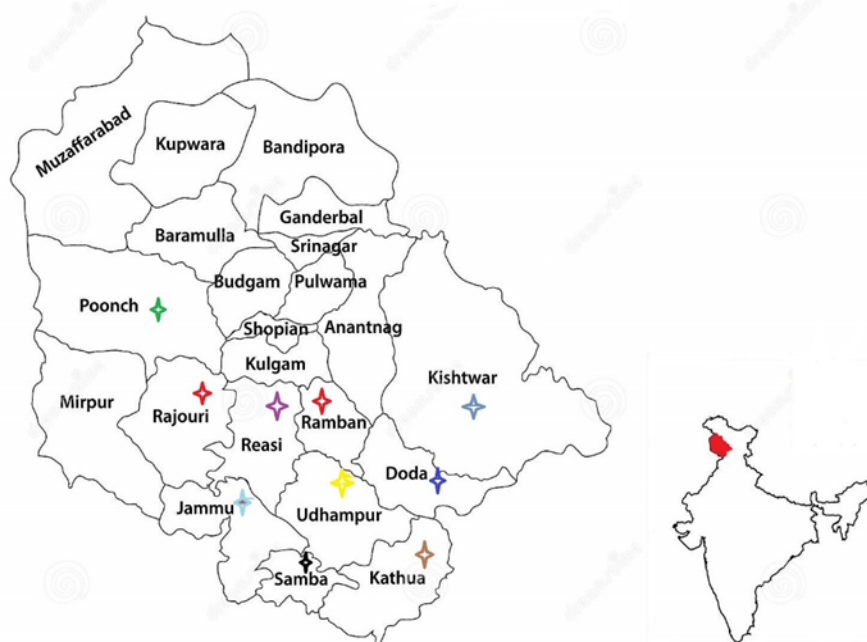 Muzaffarabad
Kupwara
Bandipora
Ganderbal
Baramulla
Srinagar
Budgam
Pulwama
Poonch
Shopian
Anantnag
Kulgam
Kishtwar
Mirpur
Rajouri
Ramban
Reasi
Doda
Jammu
Udhampur
Samba
Kathua